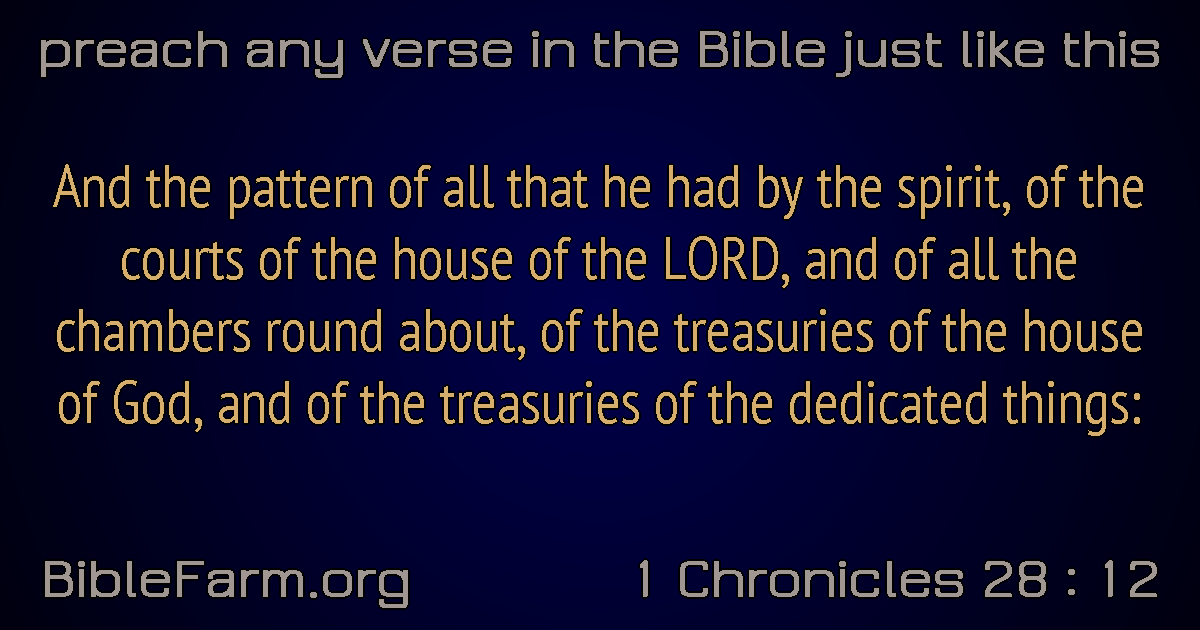 preach any verse in the Bible just like this
And the pattern of all that he had by the spirit, of the
courts of the house of the LORD, and of all the
chambers round about, of the treasuries of the house
of God, and of the treasuries of the dedicated things:
BibleFarm.org
1 Chronicles 28 : 12